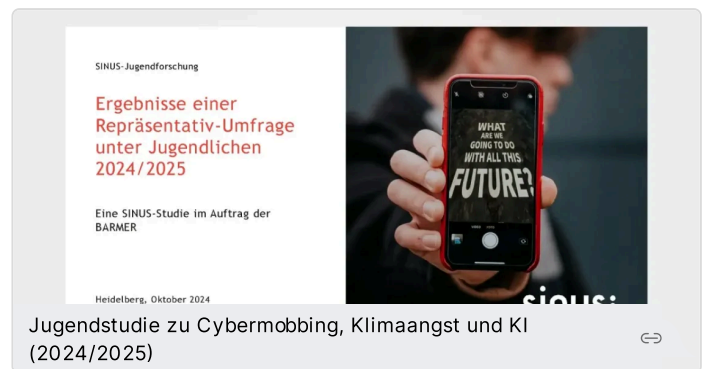 SINUS-Jugendforschung
Ergebnisse einer
Repräsentativ-Umfrage
unter Jugendlichen
2024/2025
Eine SINUS-Studie im Auftrag der
BARMER
Heidelberg, Oktober 2024
WHAT
ARE WE
GOING TO DO
WITH ALL THIS
FUTURE?
sinus:
Jugendstudie zu Cybermobbing, Klimaangst und KI
(2024/2025)